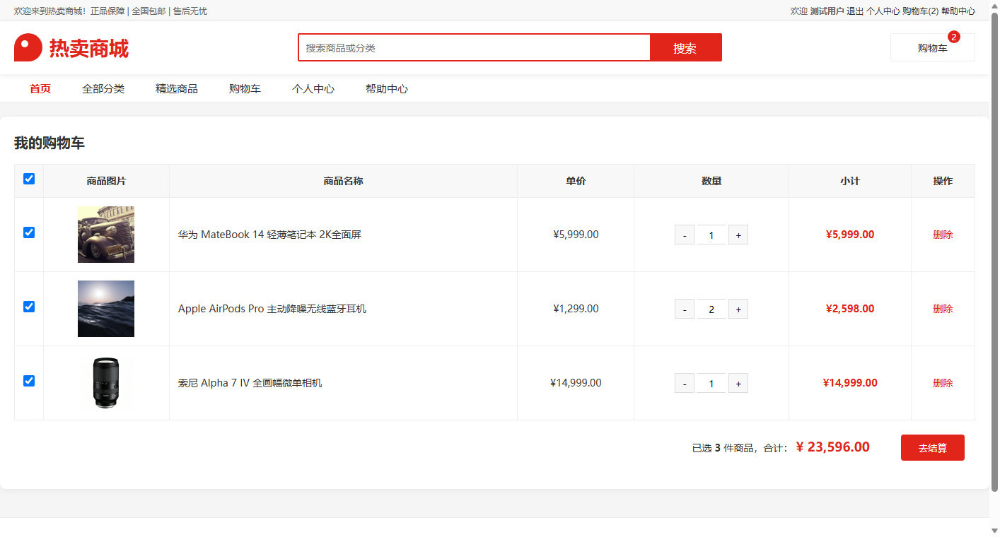 欢迎来到热卖商城！正品保障 | 全国包邮 | 售后无忧
欢迎 测试用户 退出 个人中心 购物车(2) 帮助中心
热卖商城
搜索商品或分类
搜索
购物车
2
首页 全部分类 精选商品 购物车 个人中心 帮助中心
我的购物车
商品图片 商品名称 单价 数量 小计 操作
华为 MateBook 14 轻薄笔记本 2K全面屏 ¥5,999.00 - 1 + ¥5,999.00 删除
Apple AirPods Pro 主动降噪无线蓝牙耳机 ¥1,299.00 - 2 + ¥2,598.00 删除
索尼 Alpha 7 IV 全画幅微单相机 ¥14,999.00 - 1 + ¥14,999.00 删除
已选 3 件商品，合计： ¥ 23,596.00 去结算